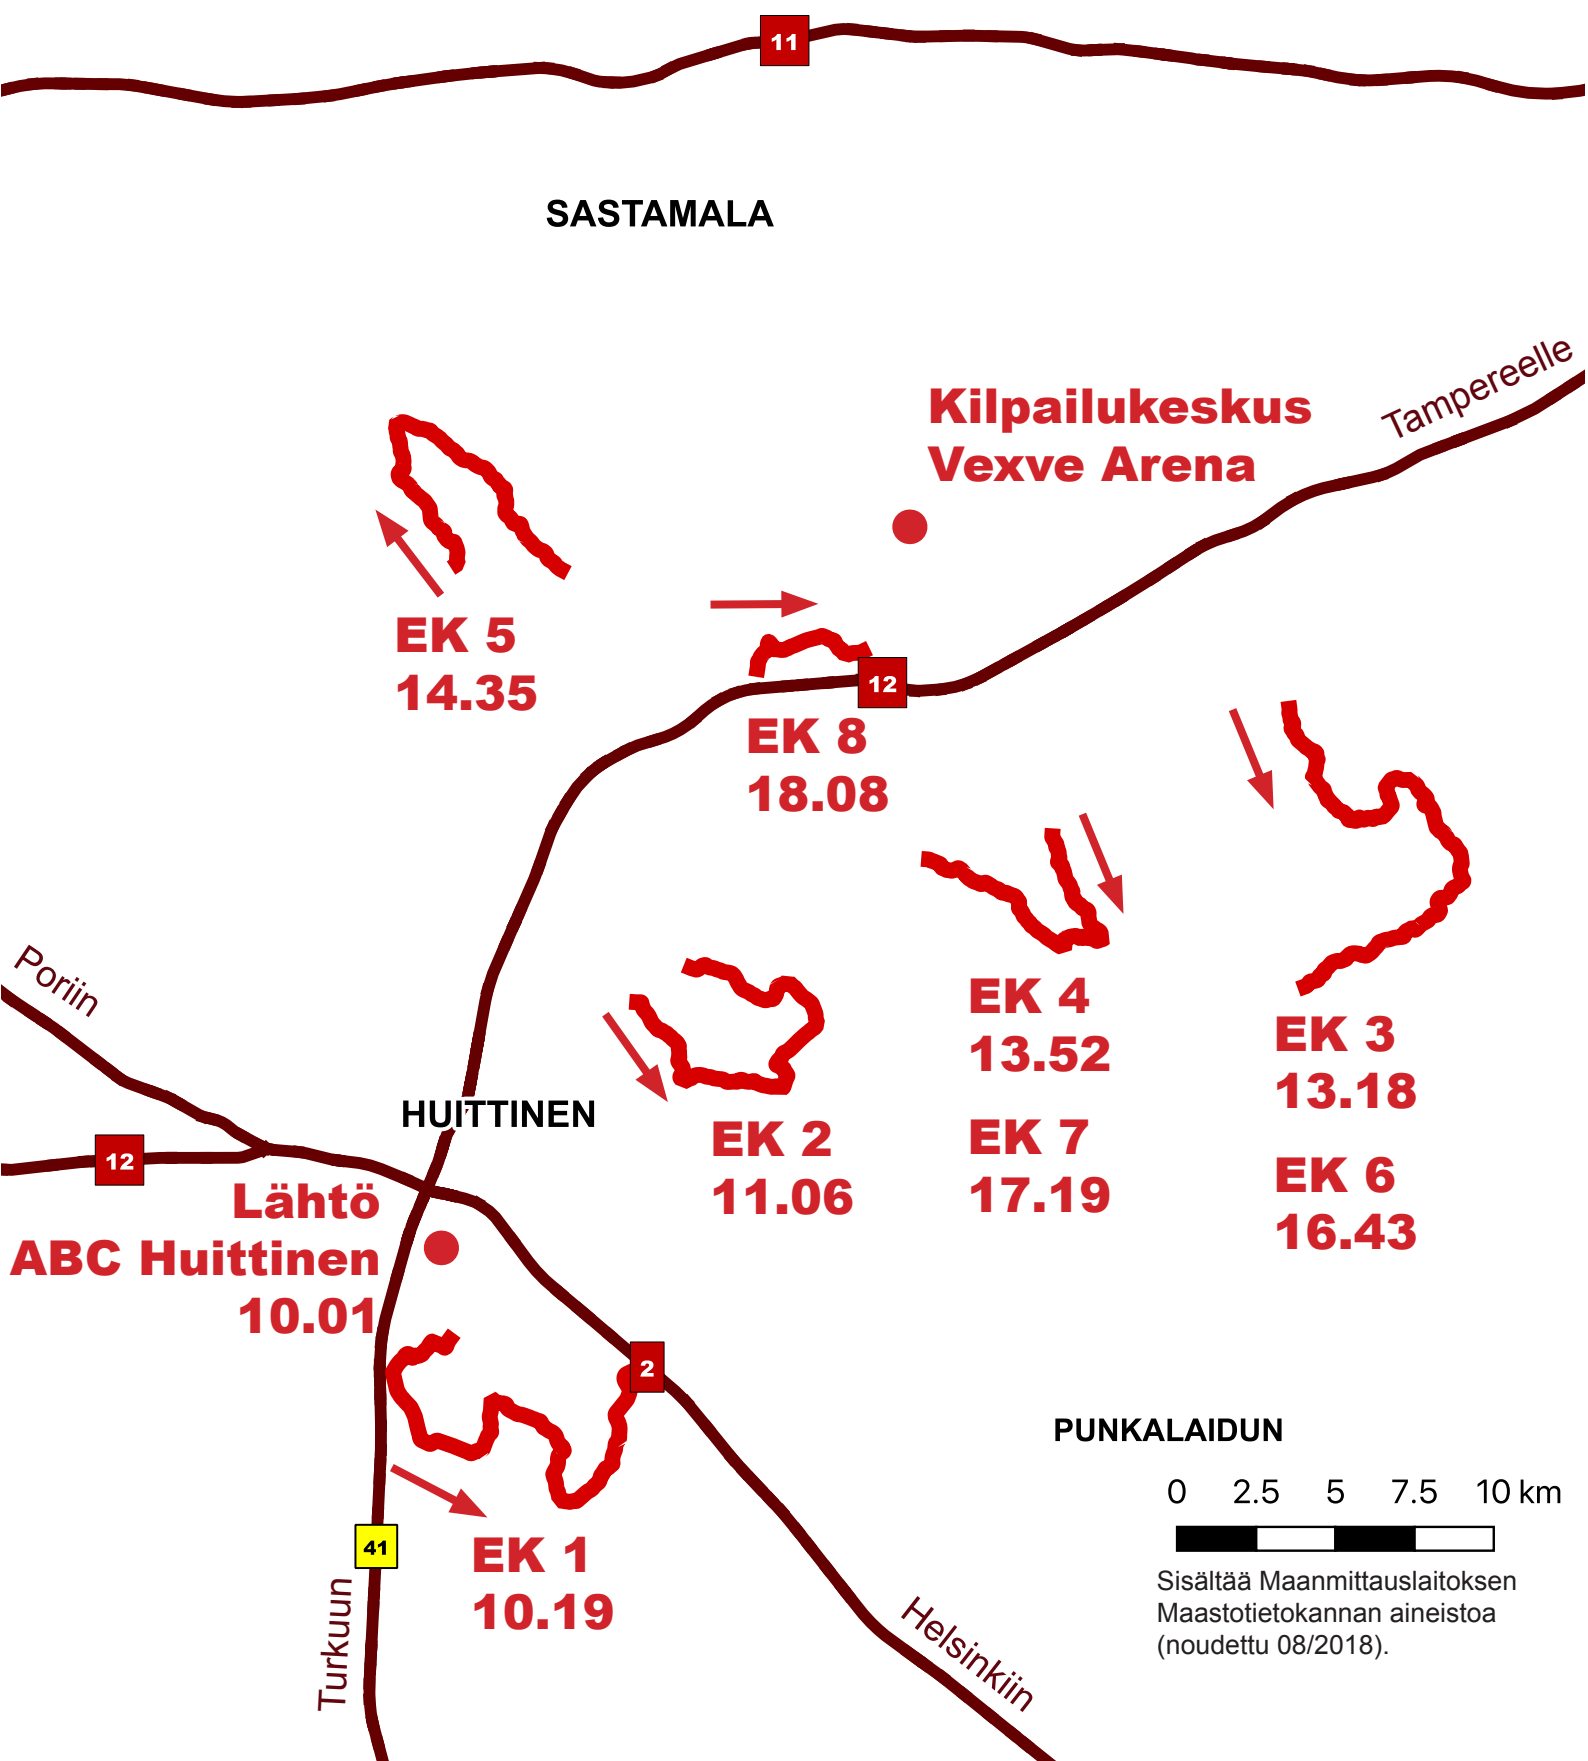 11
SASTAMALA
Tampereelle
Kilpailukeskus
Vexve Arena
EK 5
14.35
12
EK 8
18.08
Poriin
EK 4
13.52
EK 3
13.18
HUITTINEN
EK 2
11.06
EK 7
17.19
EK 6
16.43
12
Lähtö
ABC Huittinen
10.01
2
PUNKALAIDUN
0 2.5 5 7.5 10 km
41
EK 1
10.19
Turkuun
Helsinkiin
Sisältää Maanmittauslaitoksen
Maastotietokannan aineistoa
(noudettu 08/2018).